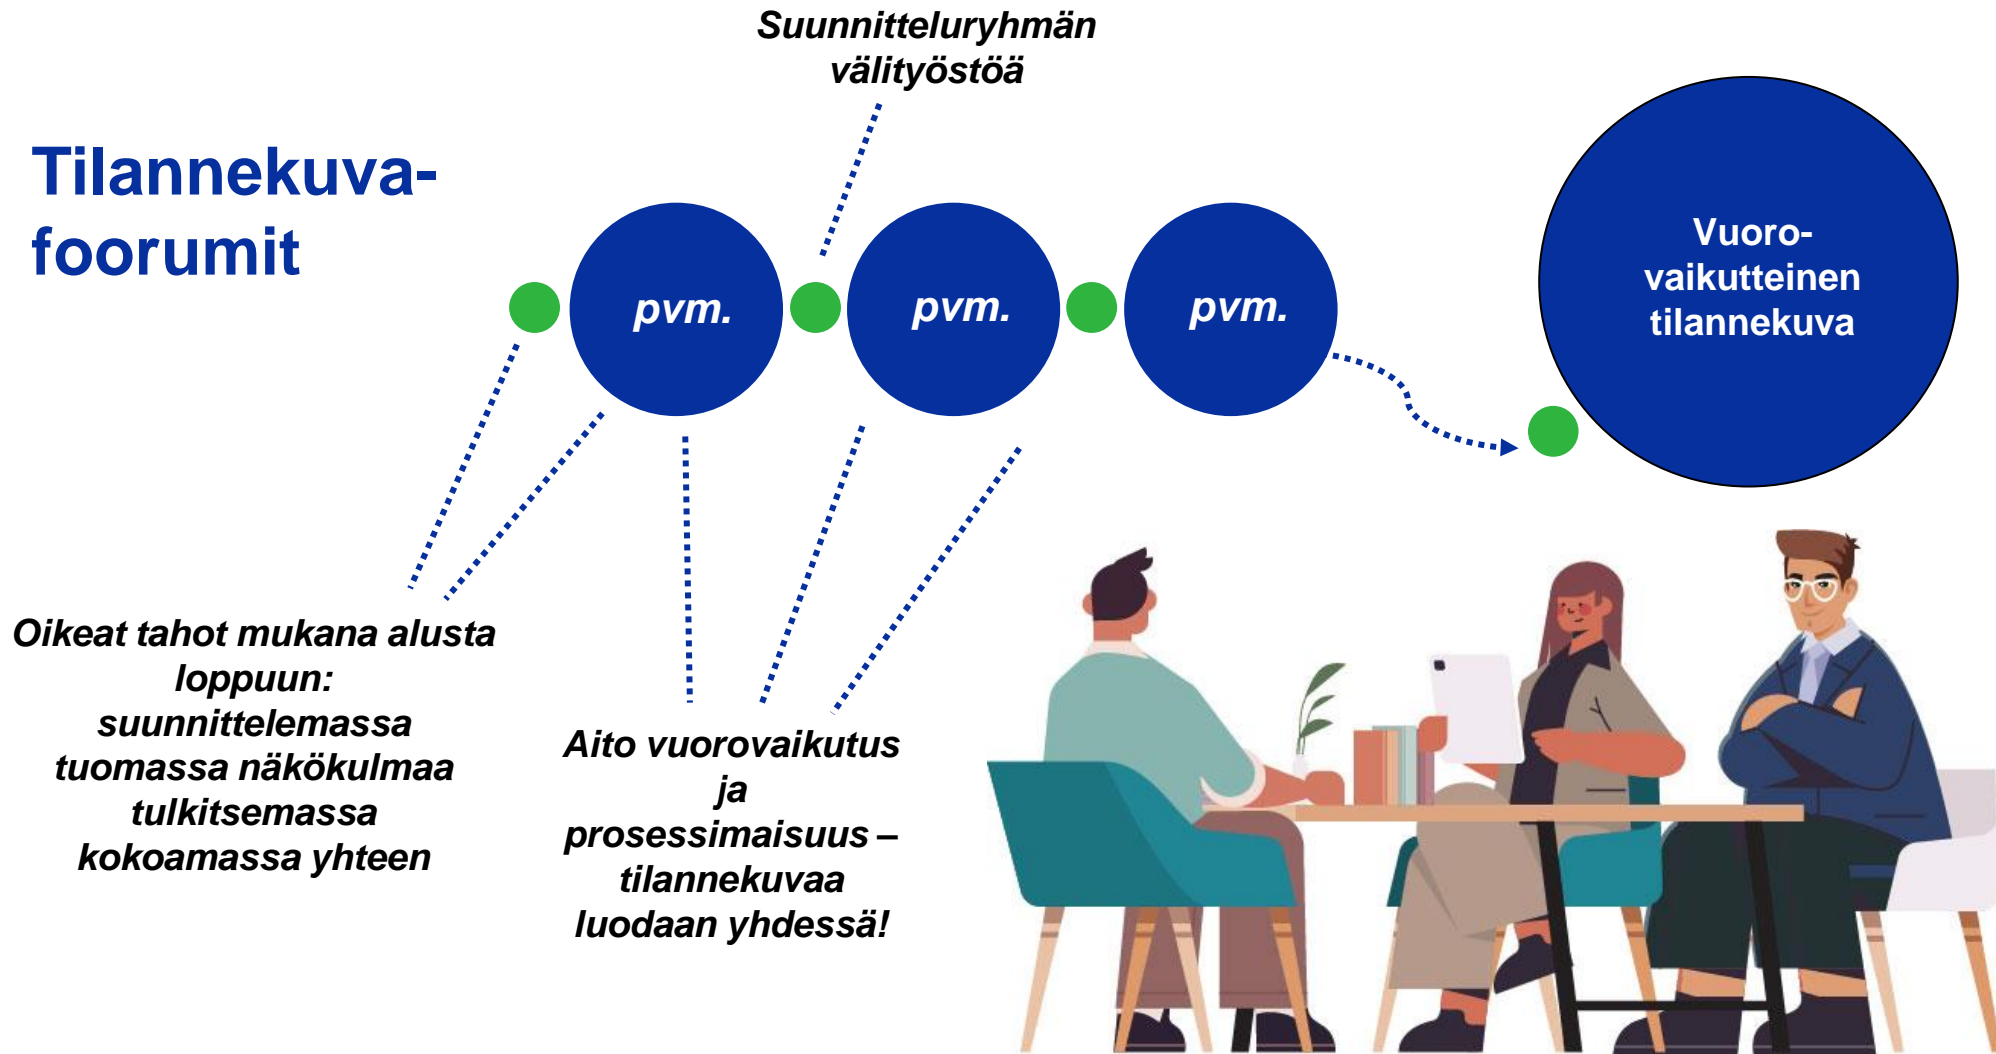 Suunnitteluryhmän
välityöstöä
Tilannekuva-
foorumit
pvm.
pvm.
pvm.
Vuoro-
vaikutteinen
tilannekuva
Oikeat tahot mukana alusta
loppuun:
suunnittelemassa
tuomassa näkökulmaa
tulkitsemassa
kokoamassa yhteen
Aito vuorovaikutus
ja
prosessimaisuus –
tilannekuvaa
luodaan yhdessä!